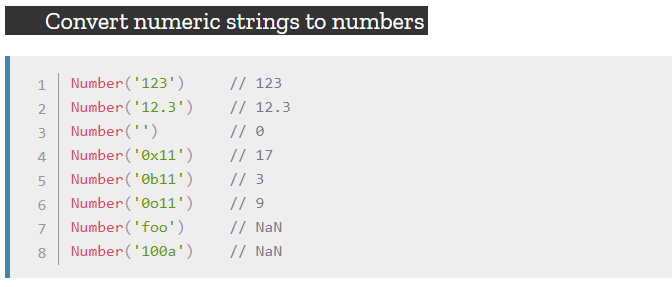 Convert numeric strings to numbers
1 Number('123') // 123
2 Number('12.3') // 12.3
3 Number('') // 0
4 Number('0x11') // 17
5 Number('0b11') // 3
6 Number('0o11') // 9
7 Number('foo') // NaN
8 Number('100a') // NaN